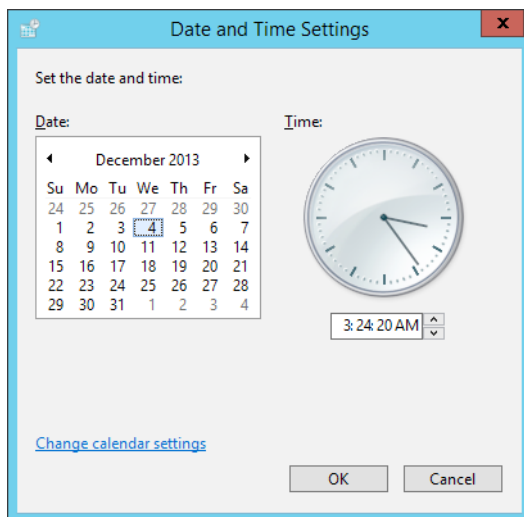 Date and Time Settings
x
Set the date and time:
Date:
Time:
December 2013
Su Mo Tu We Th Fr Sa
24 25 26 27 28 29 30
1 2 3 4 5 6 7
8 9 10 11 12 13 14
15 16 17 18 19 20 21
22 23 24 25 26 27 28
29 30 31 1 2 3 4
3: 24: 20 AM
Change calendar settings
OK
Cancel